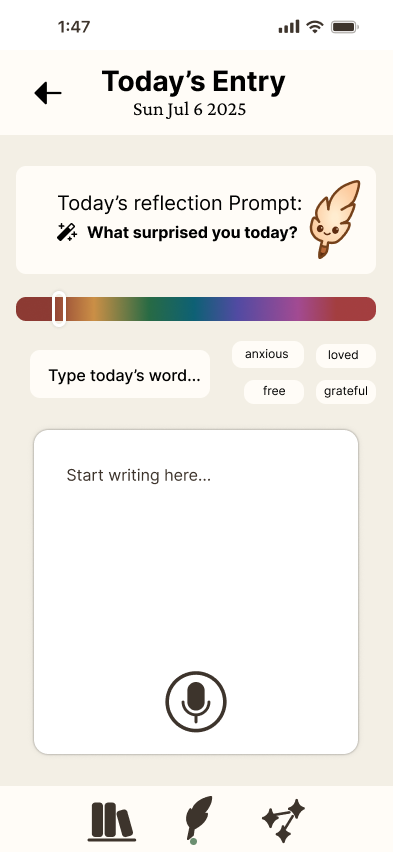 1:47
Today’s Entry
Sun Jul 6 2025
Today’s reflection Prompt:
What surprised you today?
Type today’s word...
anxious
loved
free
grateful
Start writing here...